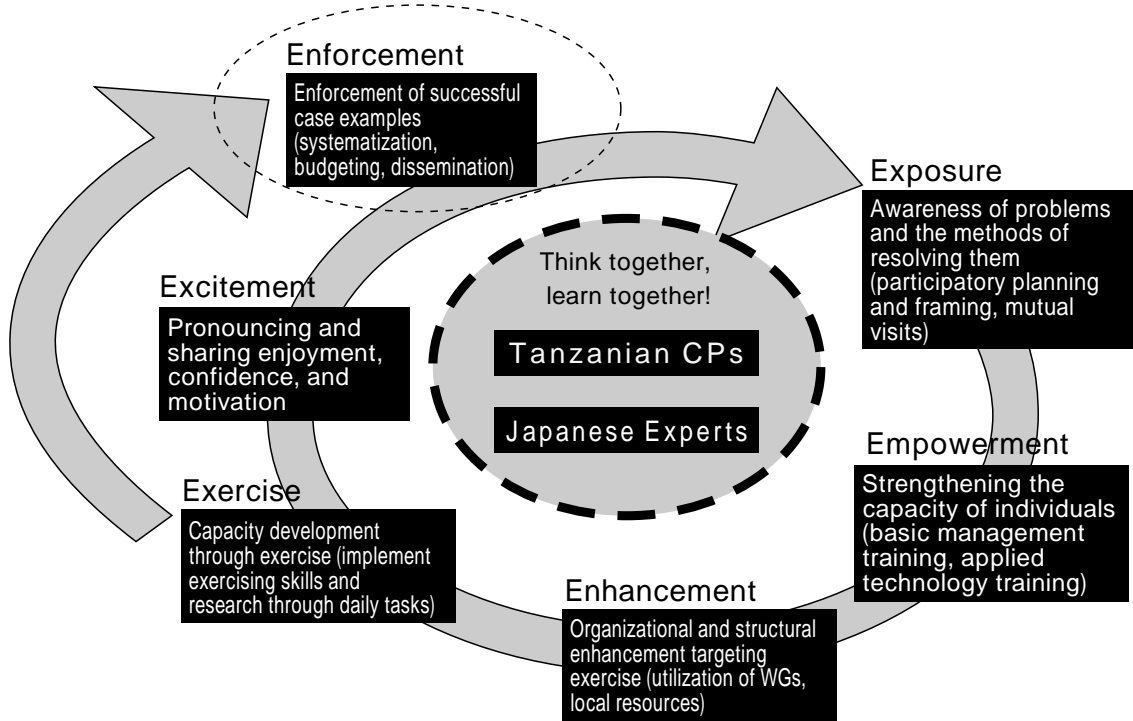 Enforcement
Enforcement of successful
case examples
(systematization,
budgeting, dissemination)
Exposure
Awareness of problems
and the methods of
resolving them
(participatory planning
and framing, mutual
visits)
Think together,
learn together!
Tanzanian CPs
Japanese Experts
Excitement
Pronouncing and
sharing enjoyment,
confidence, and
motivation
Empowerment
Strengthening the
capacity of individuals
(basic management
training, applied
technology training)
Exercise
Capacity development
through exercise (implement
exercising skills and
research through daily tasks)
Enhancement
Organizational and structural
enhancement targeting
exercise (utilization of WGs,
local resources)